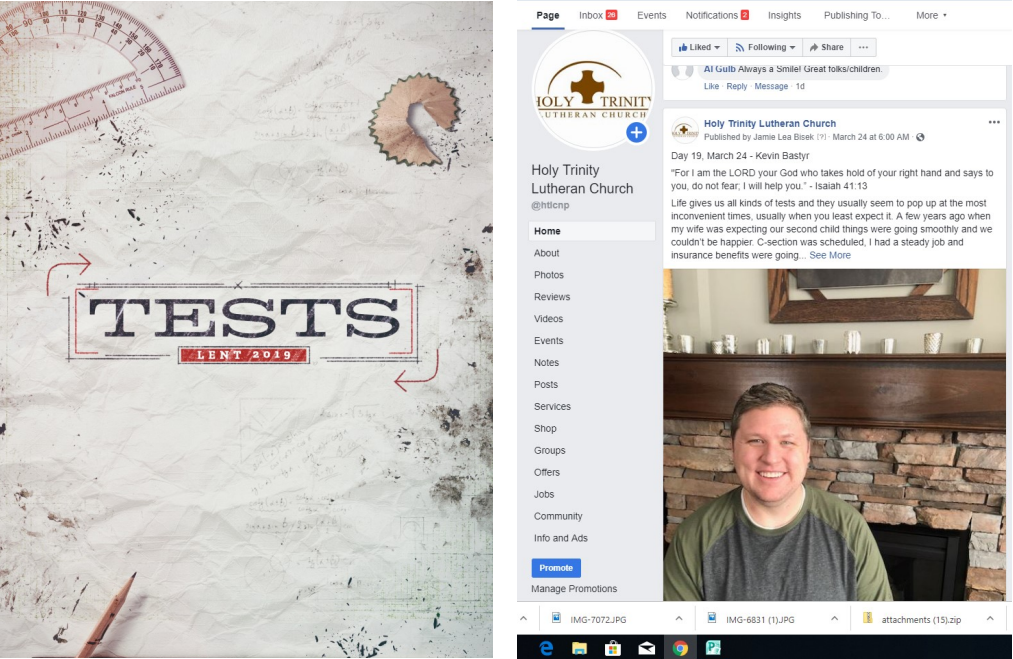 FALCON RULE
TESTS
LENT 2019
Page Inbox 26 Events Notifications 2 Insights Publishing To... More
Liked Following Share ...
HOLY TRINITY
LUTHERAN CHURCH
Al Gulb Always a Smile! Great folks/children.
Like · Reply · Message · 1d
Holy Trinity
Lutheran Church
@htlcnp
Home
About
Photos
Reviews
Videos
Events
Notes
Posts
Services
Shop
Groups
Offers
Jobs
Community
Info and Ads
Promote
Manage Promotions
Holy Trinity Lutheran Church
Published by Jamie Lea Bisek [?] · March 24 at 6:00 AM ·
Day 19, March 24 - Kevin Bastyr
"For I am the LORD your God who takes hold of your right hand and says to
you, do not fear; I will help you." - Isaiah 41:13
Life gives us all kinds of tests and they usually seem to pop up at the most
inconvenient times, usually when you least expect it. A few years ago when
my wife was expecting our second child things were going smoothly and we
couldn't be happier. C-section was scheduled, I had a steady job and
insurance benefits were going... See More
IMG-7072.JPG IMG-6831 (1).JPG attachments (15).zip